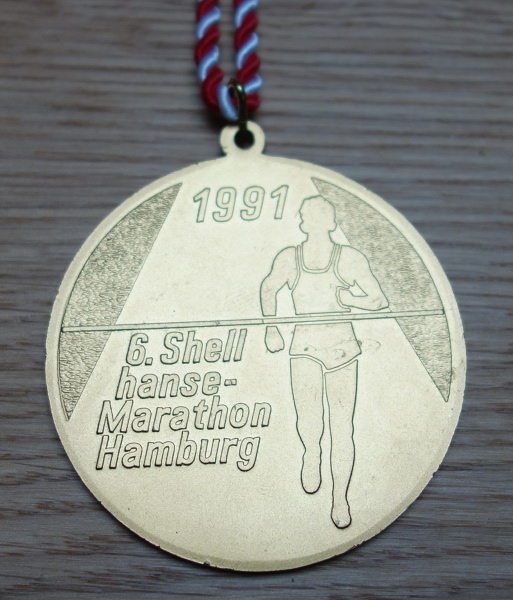 1991
6. Shell
hanse-
Marathon
Hamburg